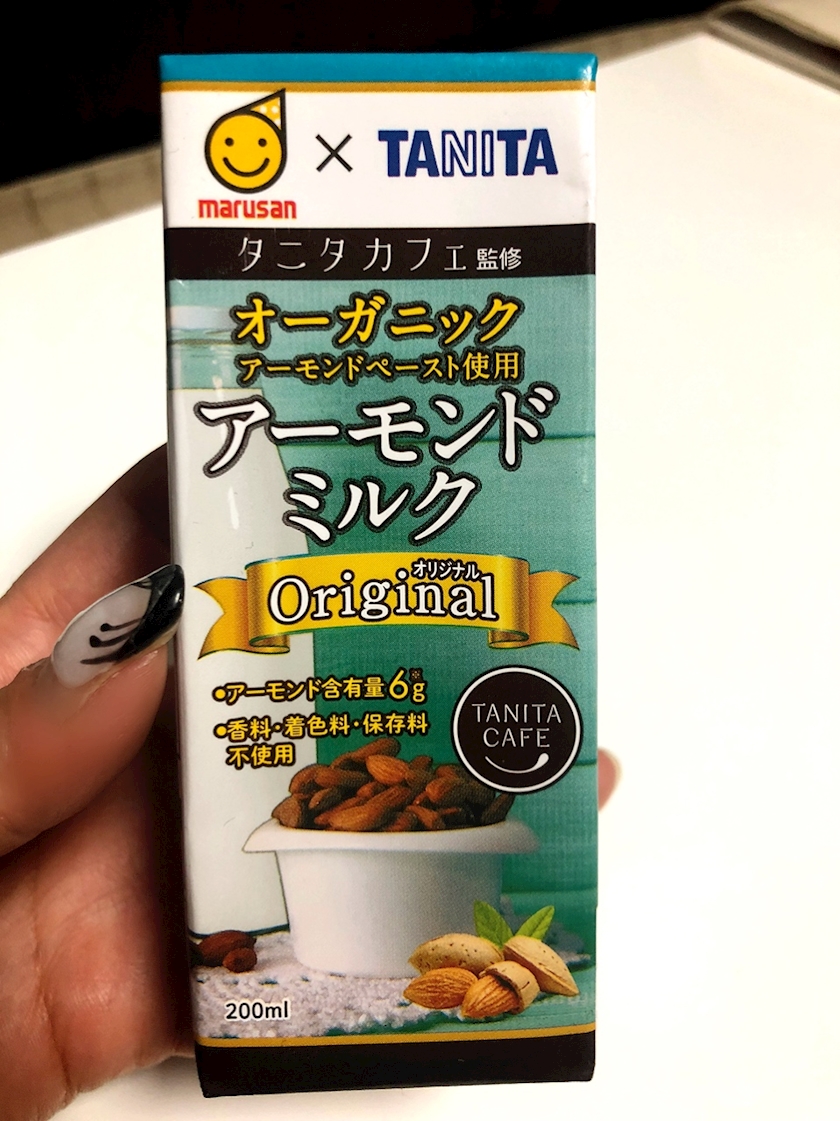 marusan × TANITA
タニタカフェ監修
オーガニック
アーモンドペースト使用
アーモンド
ミルク
オリジナル
Original
•アーモンド含有量6g※
•香料・着色料・保存料
不使用
TANITA
CAFE
200ml